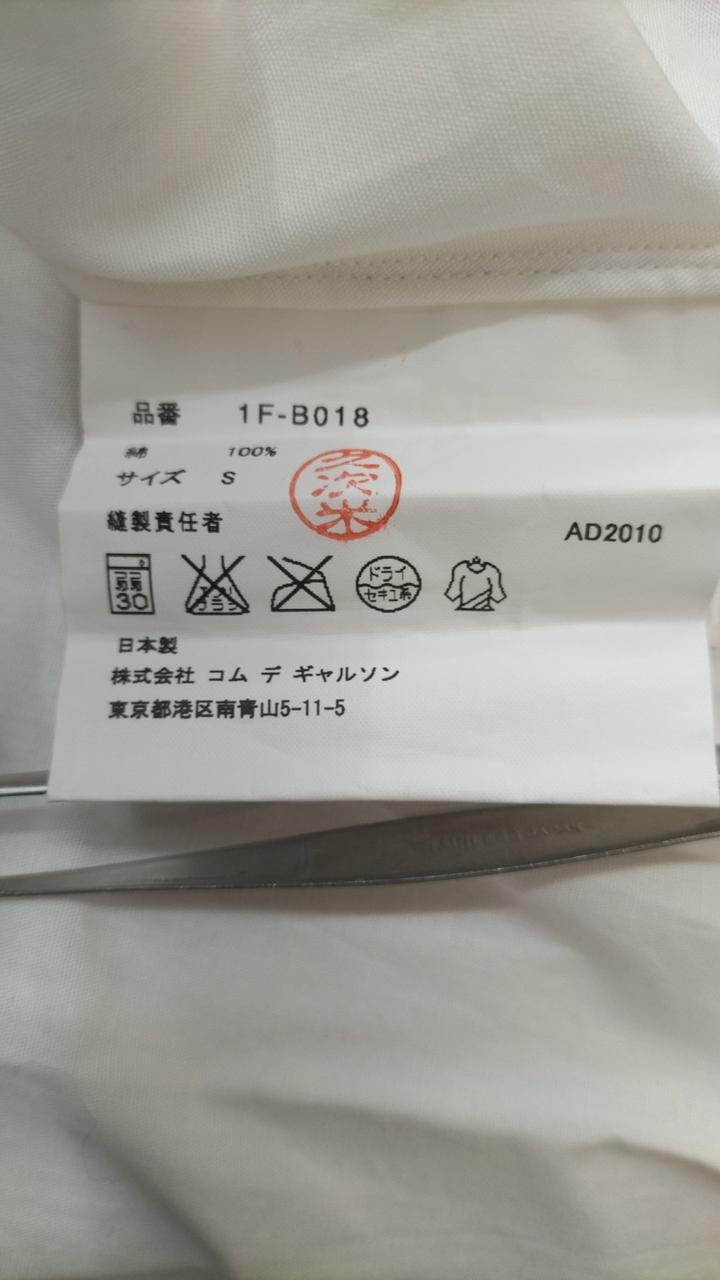 品番 1F-B018
綿 100%
サイズ S
縫製責任者
AD2010
30
ドライ
セキユ系
日本製
株式会社 コム デ ギャルソン
東京都港区南青山5-11-5